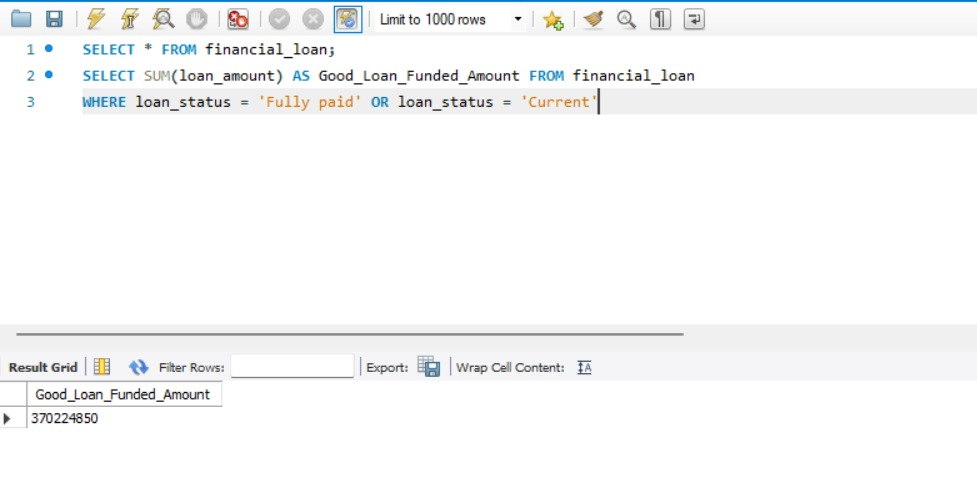 Limit to 1000 rows
1 SELECT * FROM financial_loan;
2 SELECT SUM(loan_amount) AS Good_Loan_Funded_Amount FROM financial_loan
3 WHERE loan_status = 'Fully paid' OR loan_status = 'Current'
Result Grid Filter Rows: Export: Wrap Cell Content:
Good_Loan_Funded_Amount
370224850